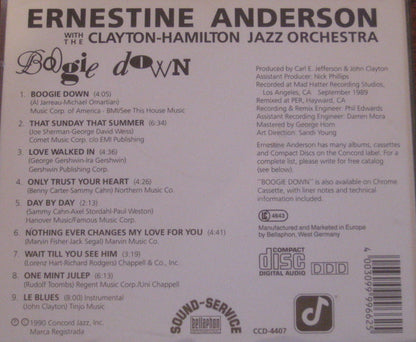 ERNESTINE ANDERSON
WITH THE CLAYTON-HAMILTON JAZZ ORCHESTRA
Boogie down
1. BOOGIE DOWN (4:05)
(Al Jarreau-Michael Omartian)
Music Corp. of America - BMI/See This House Music
2. THAT SUNDAY THAT SUMMER (6:34)
(Joe Sherman-George David Weiss)
Comet Music Corp. c/o EMI Publishing
3. LOVE WALKED IN (4:36)
(George Gershwin-Ira Gershwin)
Gershwin Publishing Corp.
4. ONLY TRUST YOUR HEART (4:26)
(Benny Carter-Sammy Cahn) Northern Music Co.
5. DAY BY DAY (2:13)
(Sammy Cahn-Axel Stordahl-Paul Weston)
Hanover Music/Famous Music Corp.
6. NOTHING EVER CHANGES MY LOVE FOR YOU (4:41)
(Marvin Fisher-Jack Segal) Marvin Music Co.
7. WAIT TILL YOU SEE HIM (3:19)
(Lorenz Hart-Richard Rodgers) Chappell & Co., Inc.
8. ONE MINT JULEP (6:13)
(Rudolf Toombs) Regent Music Corp./Uni Chappell
9. LE BLUES (8:00) Instrumental
(John Clayton) Tinjo Music
Produced by Carl E. Jefferson & John Clayton
Assistant Producer: Nick Phillips
Recorded at Mad Hatter Recording Studios,
Los Angeles, CA September 1989
Remixed at PER, Hayward, CA
Recording & Remix Engineer: Phil Edwards
Assistant Recording Engineer: Darren Mora
Mastered by George Horn
Art Direction: Sandi Young
Ernestine Anderson has many albums, cassettes
and Compact Discs on the Concord label. For a
complete list, please write for free catalog
(see below).
"BOOGIE DOWN" is also available on Chrome
Cassette, with liner notes and additional
technical information.
LC 4643
Manufactured and Marketed in Europe
by Bellaphon, West Germany
COMPACT
disc
DIGITAL AUDIO
DDD
4 003099 996625
© 1990 Concord Jazz, Inc.
Marca Registrada
SOUND-SERVICE
bellaphon
CCD-4407